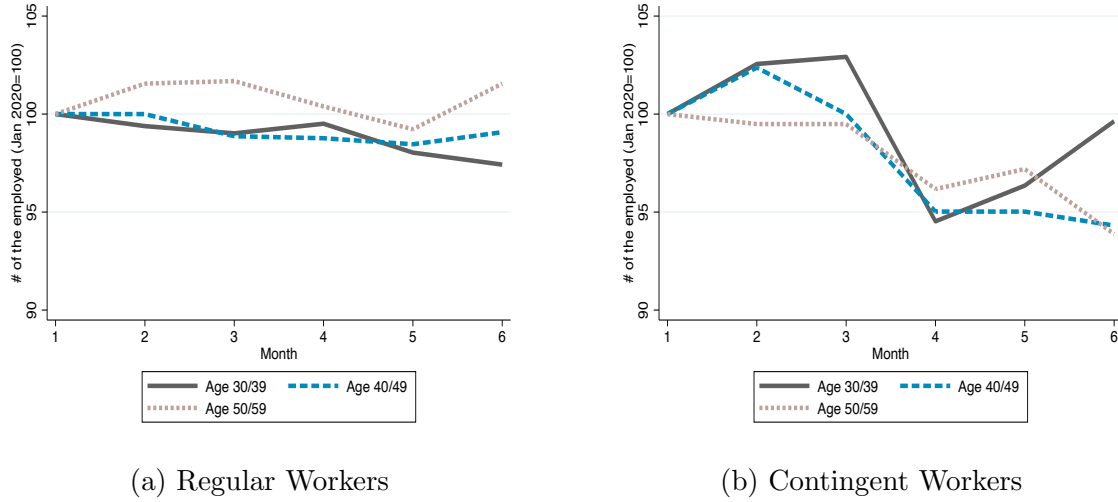 # of the employed (Jan 2020=100)
105
100
95
90
1 2 3 4 5 6
Month
Age 30/39 Age 40/49
Age 50/59
(a) Regular Workers
# of the employed (Jan 2020=100)
105
100
95
90
1 2 3 4 5 6
Month
Age 30/39 Age 40/49
Age 50/59
(b) Contingent Workers